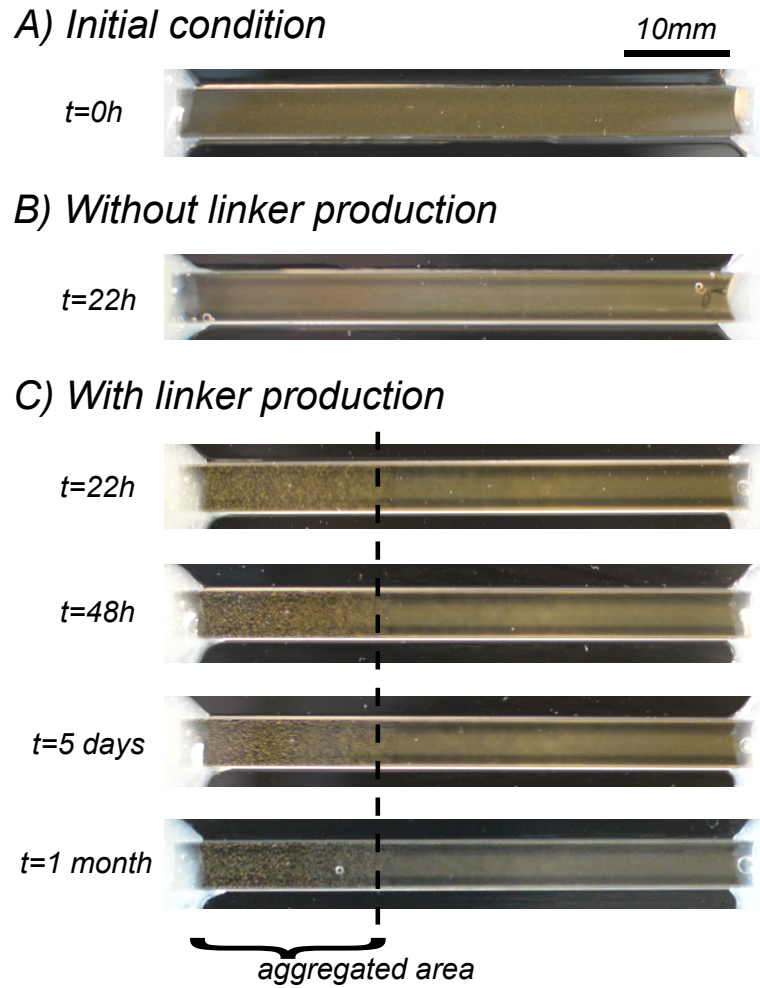 A) Initial condition
10mm
t=0h
B) Without linker production
t=22h
C) With linker production
t=22h
t=48h
t=5 days
t=1 month
aggregated area